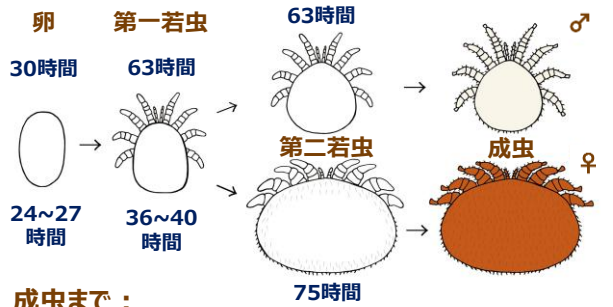 卵
第一若虫
63時間
♂
30時間
63時間
第二若虫
成虫
♀
24~27
時間
36~40
時間
75時間
成虫まで：